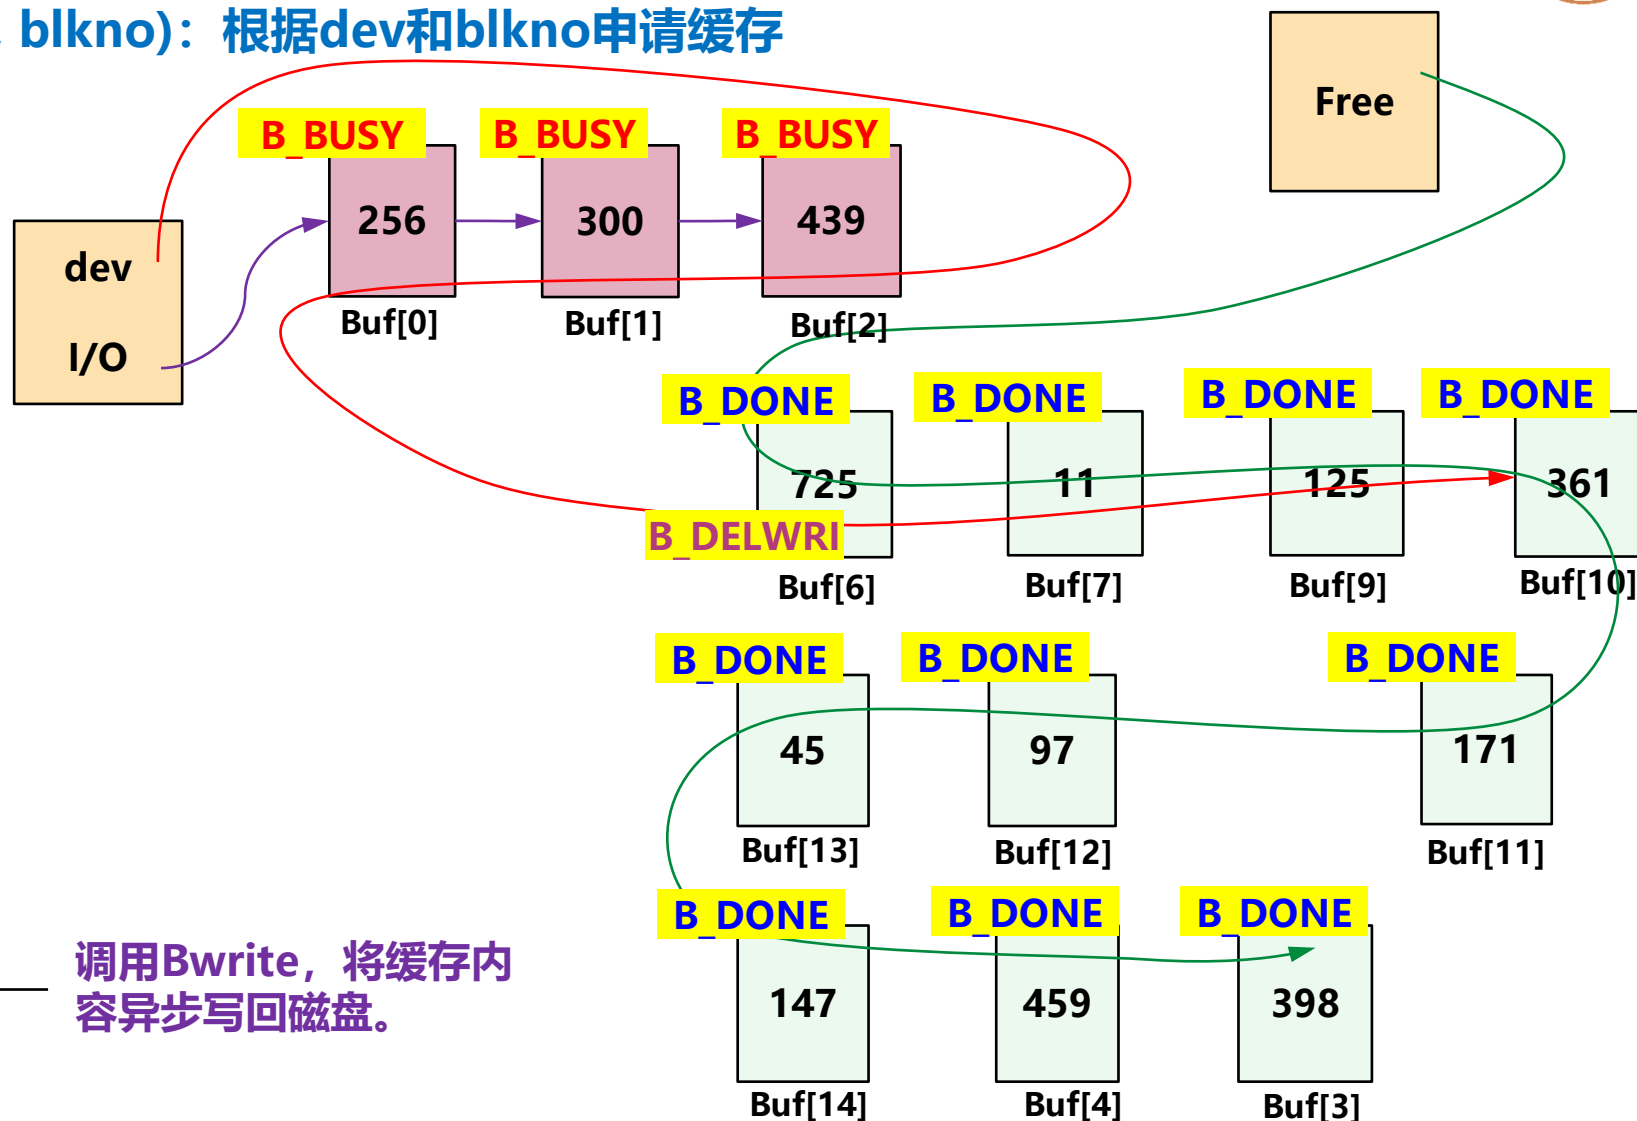 , blkno)：根据dev和blkno申请缓存
Free
B_BUSY B_BUSY B_BUSY
256 300 439
dev
I/O
Buf[0] Buf[1] Buf[2]
B_DONE B_DONE B_DONE B_DONE
725 11 125 361
B_DELWRI
Buf[6] Buf[7] Buf[9] Buf[10]
B_DONE B_DONE B_DONE
45 97 171
Buf[13] Buf[12] Buf[11]
B_DONE B_DONE B_DONE
调用Bwrite，将缓存内
容异步写回磁盘。
147 459 398
Buf[14] Buf[4] Buf[3]